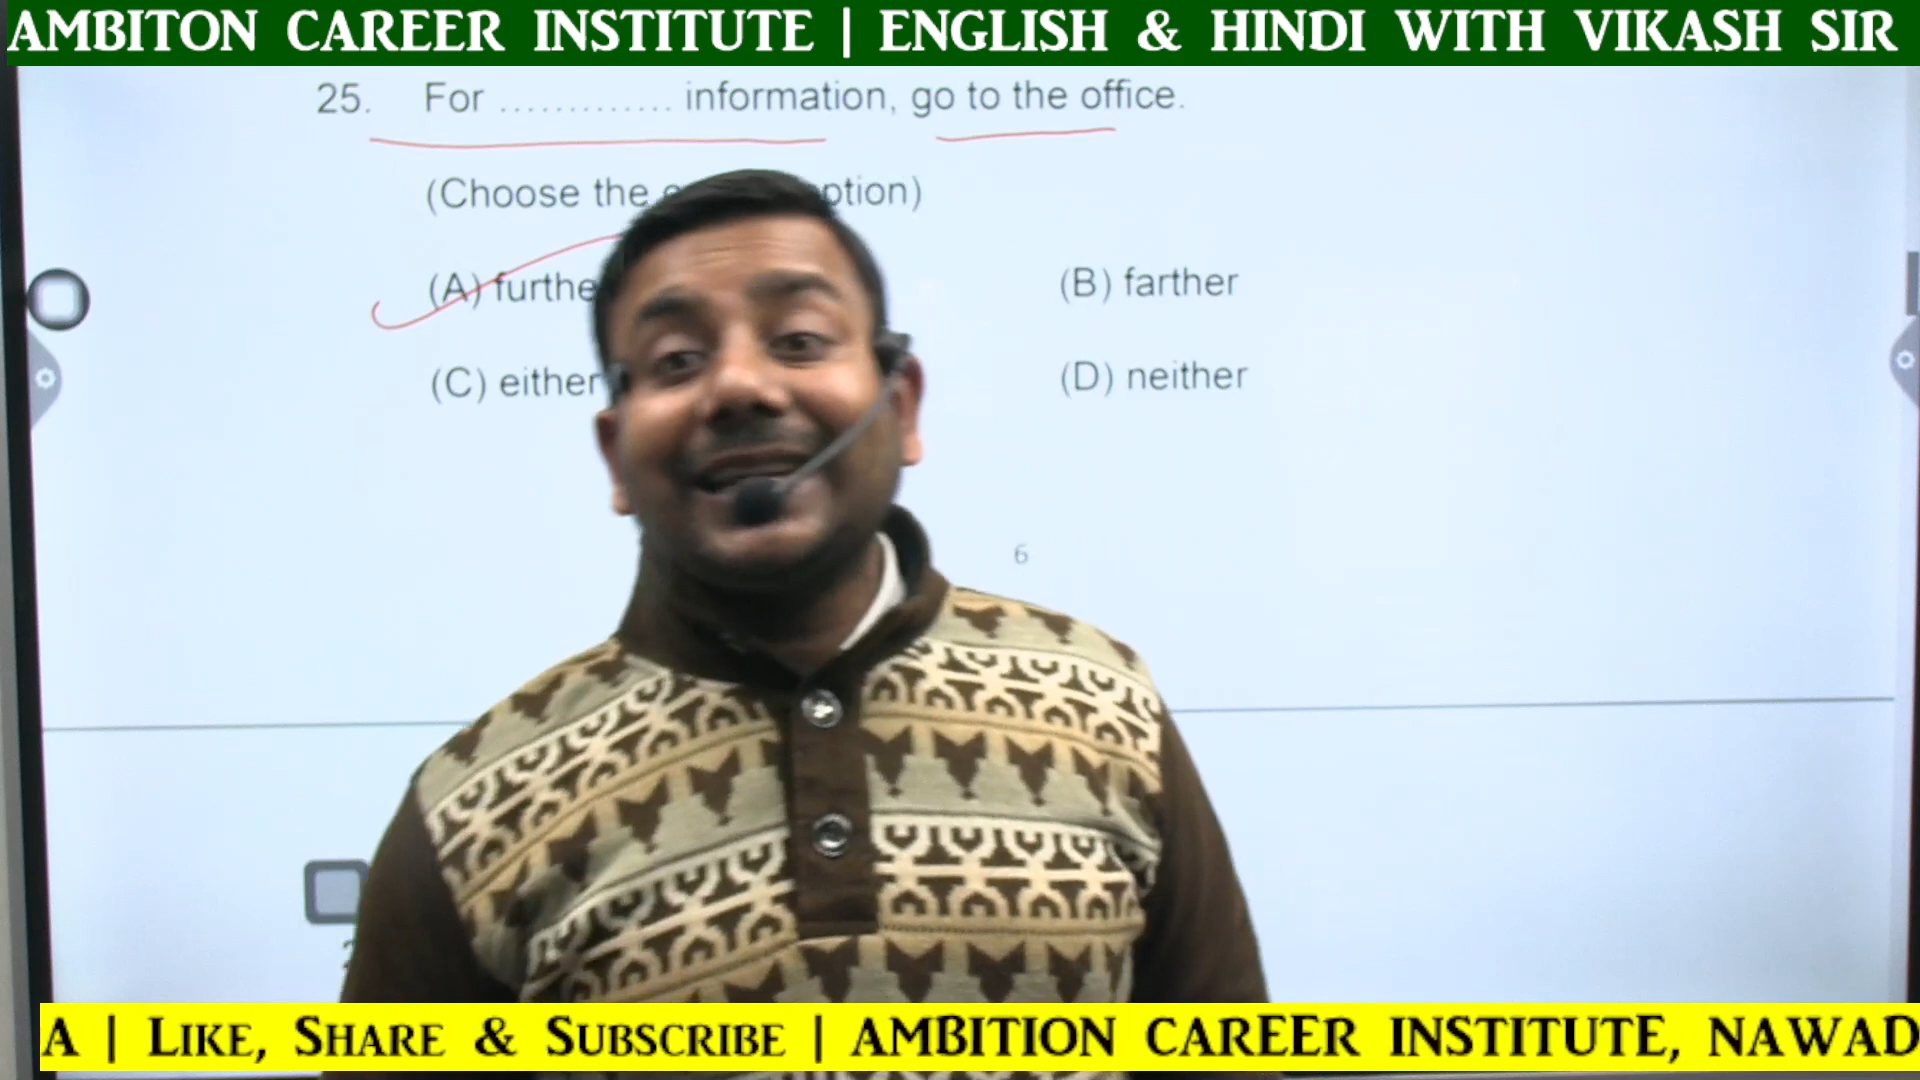 AMBITON CAREER INSTITUTE | ENGLISH & HINDI WITH VIKASH SIR
25. For ............. information, go to the office.
(Choose the ption)
(A) furthe (B) farther
(C) either (D) neither
6
A | LIKE, SHARE & SUBSCRIBE | AMBITION CAREER INSTITUTE, NAWAD